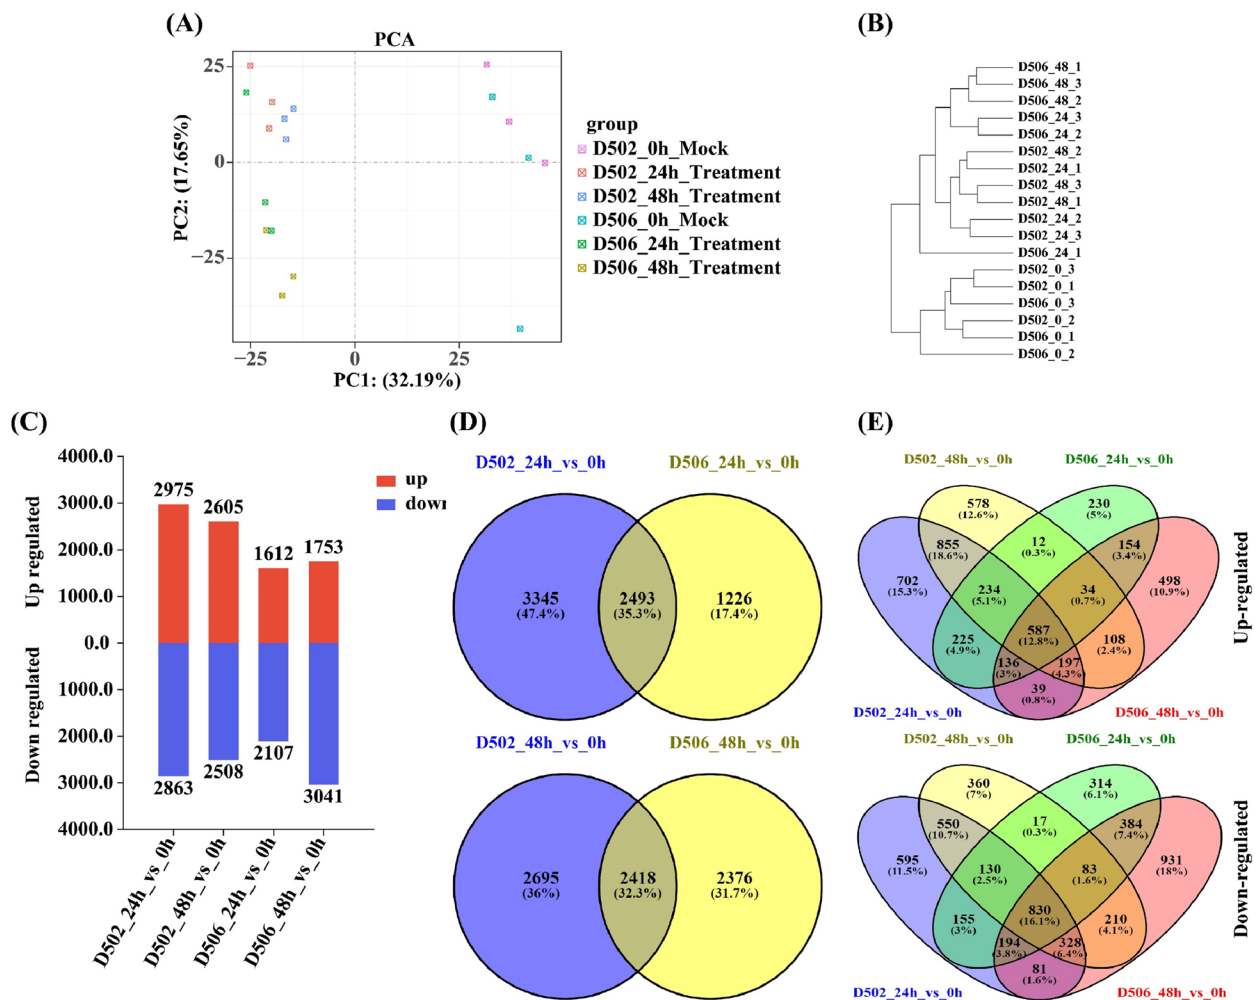 (A)
PCA
25
0
−25
−25
0
25
PC2: (17.65%)
PC1: (32.19%)
group
D502_0h_Mock
D502_24h_Treatment
D502_48h_Treatment
D506_0h_Mock
D506_24h_Treatment
D506_48h_Treatment
(B)
D506_48_1
D506_48_3
D506_48_2
D506_24_3
D506_24_2
D502_48_2
D502_24_1
D502_48_3
D502_48_1
D502_24_2
D502_24_3
D506_24_1
D502_0_3
D502_0_1
D506_0_3
D502_0_2
D506_0_1
D506_0_2
(C)
Up regulated
Down regulated
4000.0
3000.0
2000.0
1000.0
0.0
1000.0
2000.0
3000.0
4000.0
up
down
2975
2605
1612
1753
2863
2508
2107
3041
D502_24h_vs_0h
D502_48h_vs_0h
D506_24h_vs_0h
D506_48h_vs_0h
(D)
D502_24h_vs_0h
D506_24h_vs_0h
3345
(47.4%)
2493
(35.3%)
1226
(17.4%)
D502_48h_vs_0h
D506_48h_vs_0h
2695
(36%)
2418
(32.3%)
2376
(31.7%)
(E)
D502_48h_vs_0h
D506_24h_vs_0h
578
(12.6%)
230
(5%)
855
(18.6%)
12
(0.3%)
154
(3.4%)
702
(15.3%)
234
(5.1%)
34
(0.7%)
498
(10.9%)
587
(12.8%)
225
(4.9%)
108
(2.4%)
136
(3%)
197
(4.3%)
39
(0.8%)
D502_24h_vs_0h
D506_48h_vs_0h
Up-regulated
D502_48h_vs_0h
D506_24h_vs_0h
360
(7%)
314
(6.1%)
550
(10.7%)
17
(0.3%)
384
(7.4%)
595
(11.5%)
130
(2.5%)
83
(1.6%)
931
(18%)
830
(16.1%)
155
(3%)
210
(4.1%)
194
(3.8%)
328
(6.4%)
81
(1.6%)
D502_24h_vs_0h
D506_48h_vs_0h
Down-regulated